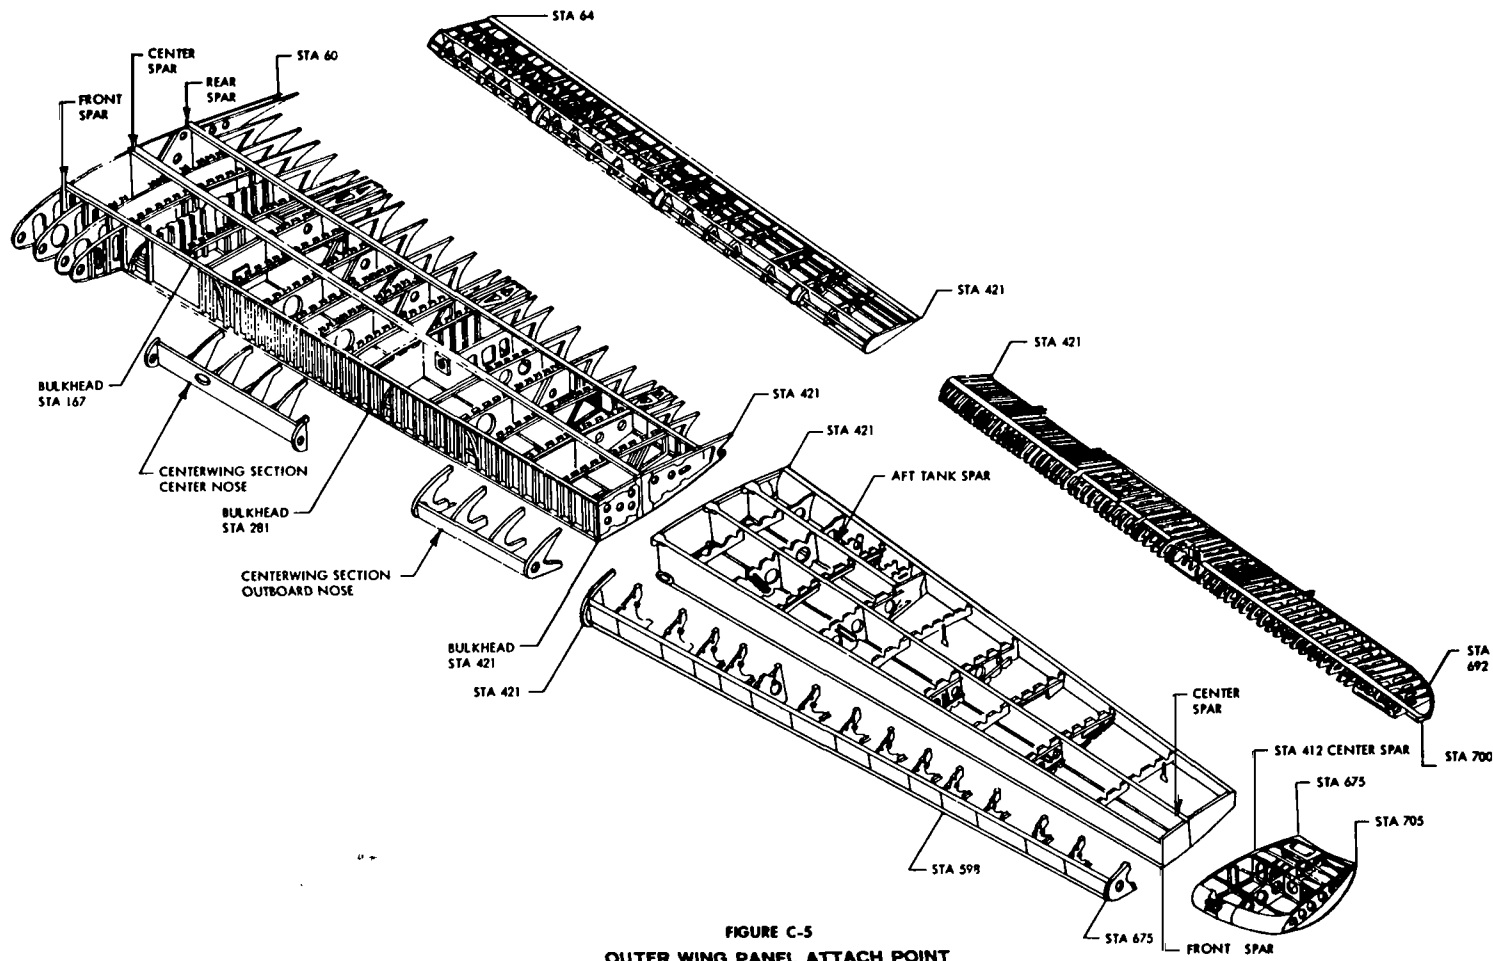 STA 64
CENTER
SPAR
STA 60
REAR
SPAR
FRONT
SPAR
STA 421
STA 421
BULKHEAD
STA 167
STA 421
STA 421
CENTERWING SECTION
CENTER NOSE
AFT TANK SPAR
BULKHEAD
STA 281
CENTERWING SECTION
OUTBOARD NOSE
BULKHEAD
STA 421
STA
692
STA 421
CENTER
SPAR
STA 412 CENTER SPAR
STA 700
STA 675
STA 705
STA 598
FIGURE C-5
STA 675
FRONT SPAR
OUTER WING PANEL ATTACH POINT